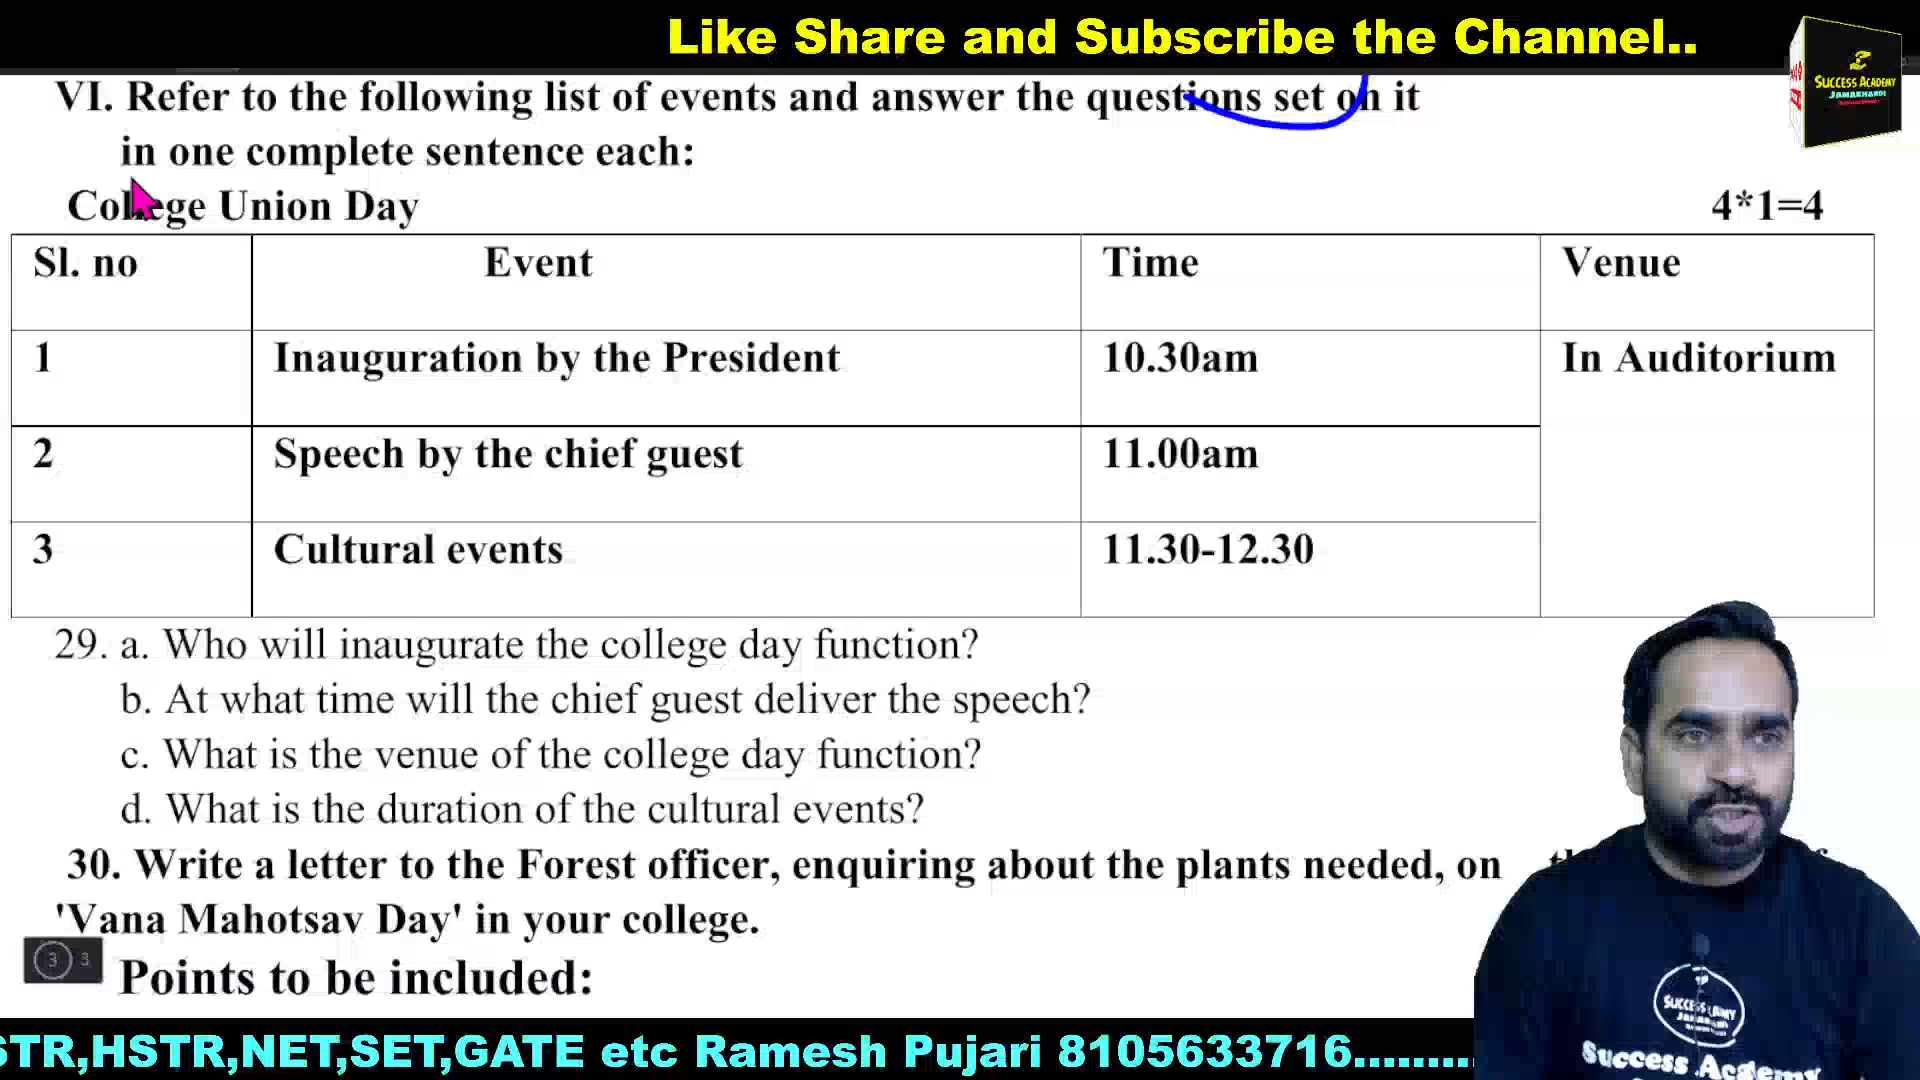 Like Share and Subscribe the Channel..
SUCCESS ACADEMY
JAMAKHANDI
VI. Refer to the following list of events and answer the questions set on it
in one complete sentence each:
College Union Day 4*1=4
Sl. no Event Time Venue
1 Inauguration by the President 10.30am In Auditorium
2 Speech by the chief guest 11.00am
3 Cultural events 11.30-12.30
29. a. Who will inaugurate the college day function?
b. At what time will the chief guest deliver the speech?
c. What is the venue of the college day function?
d. What is the duration of the cultural events?
30. Write a letter to the Forest officer, enquiring about the plants needed, on
'Vana Mahotsav Day' in your college.
3 3
Points to be included:
STR,HSTR,NET,SET,GATE etc Ramesh Pujari 8105633716.........
Success Academy